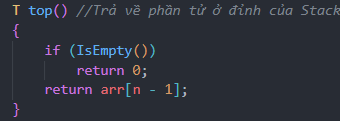 T top() //Trả về phần tử ở đỉnh của Stack
{
    if (IsEmpty())
        return 0;
    return arr[n - 1];
}